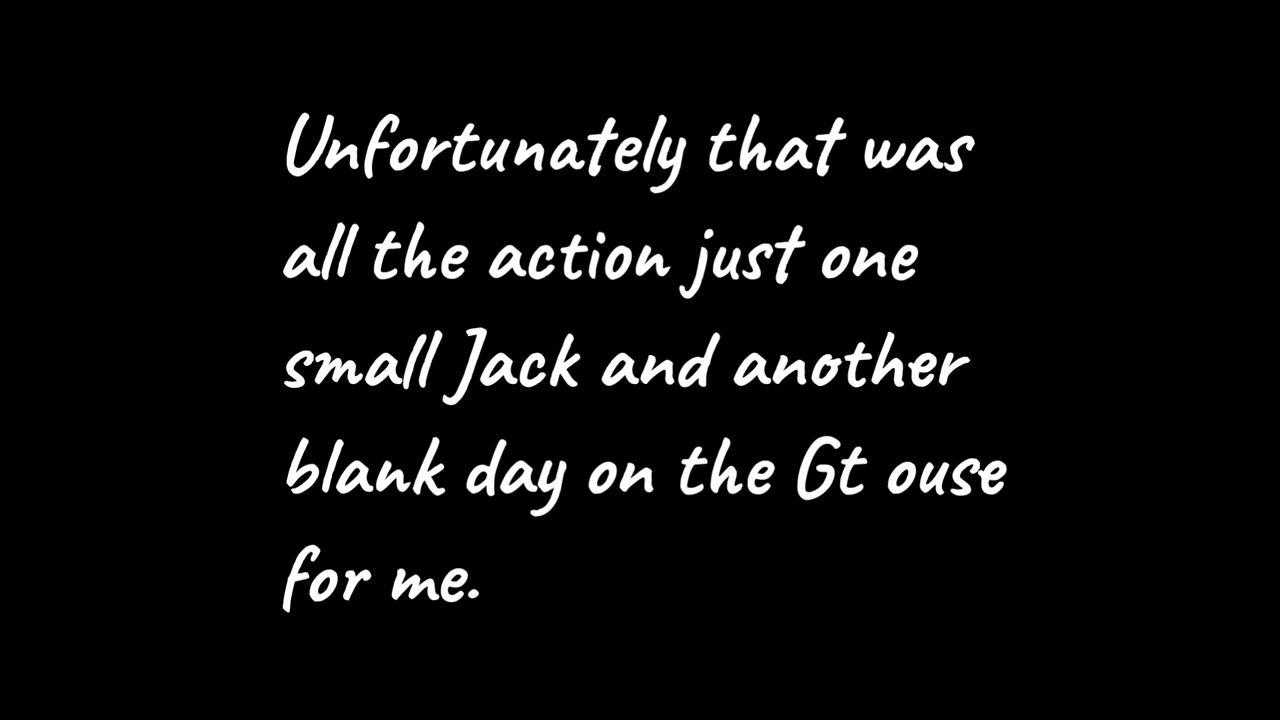 Unfortunately that was
all the action just one
small Jack and another
blank day on the Gt ouse
for me.